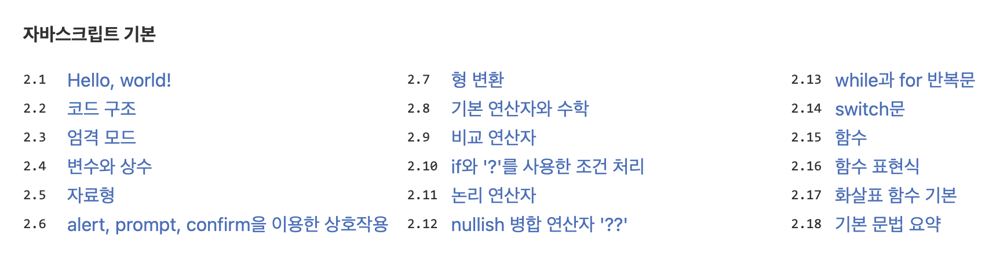 자바스크립트 기본
2.1 Hello, world!
2.2 코드 구조
2.3 엄격 모드
2.4 변수와 상수
2.5 자료형
2.6 alert, prompt, confirm을 이용한 상호작용
2.7 형 변환
2.8 기본 연산자와 수학
2.9 비교 연산자
2.10 if와 '?'를 사용한 조건 처리
2.11 논리 연산자
2.12 nullish 병합 연산자 '??'
2.13 while과 for 반복문
2.14 switch문
2.15 함수
2.16 함수 표현식
2.17 화살표 함수 기본
2.18 기본 문법 요약